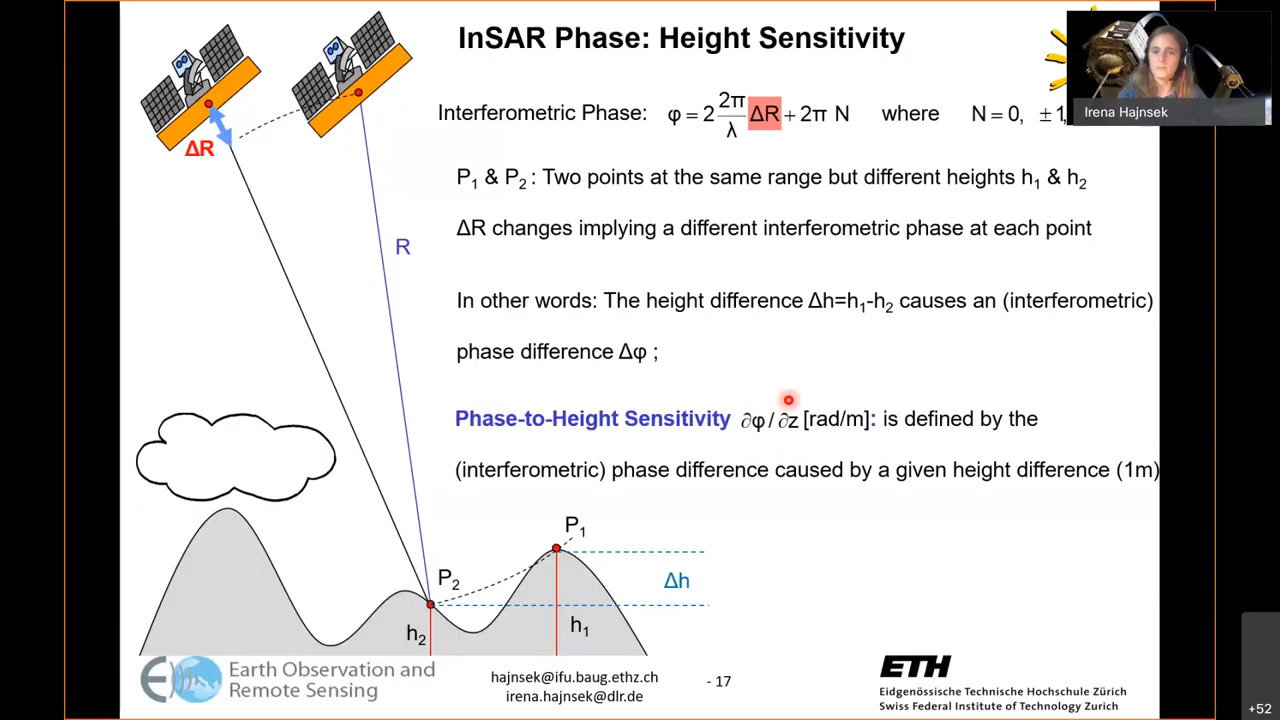 InSAR Phase: Height Sensitivity
Irena Hajnsek
Interferometric Phase: φ = 2 2π/λ ΔR + 2π N where N = 0, ±1,
ΔR
P₁ & P₂ : Two points at the same range but different heights h₁ & h₂
ΔR changes implying a different interferometric phase at each point
R
In other words: The height difference Δh=h₁-h₂ causes an (interferometric)
phase difference Δφ ;
Phase-to-Height Sensitivity ∂φ / ∂z [rad/m]: is defined by the
(interferometric) phase difference caused by a given height difference (1m)
P₁
P₂
Δh
h₂
h₁
Earth Observation and
Remote Sensing
hajnsek@ifu.baug.ethz.ch
irena.hajnsek@dlr.de
- 17
ETH
Eidgenössische Technische Hochschule Zürich
Swiss Federal Institute of Technology Zurich
+52